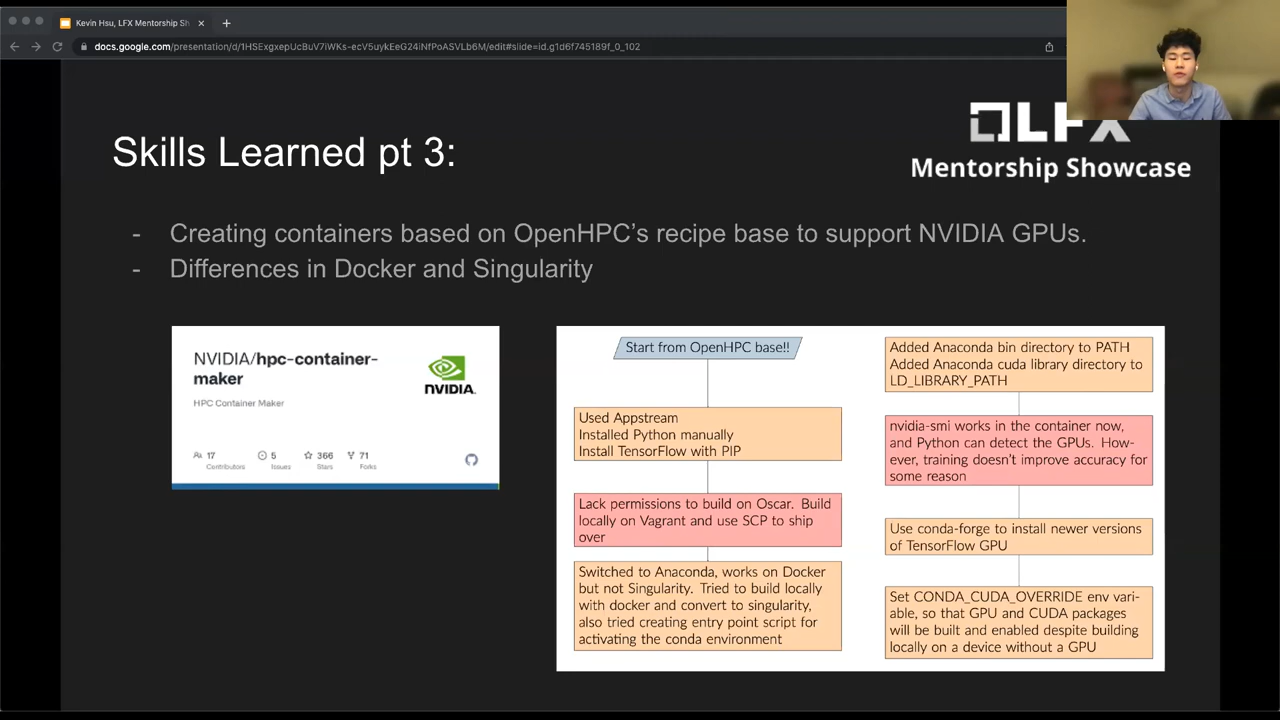 Kevin Hsu, LFX Mentorship Sh
docs.google.com/presentation/d/1HSExgxepUcBuV7iWKs-ecV5uykEeG24iNfPoASVLb6M/edit#slide=id.g1d6f745189f_0_102
LFX
Mentorship Showcase
Skills Learned pt 3:
- Creating containers based on OpenHPC’s recipe base to support NVIDIA GPUs.
- Differences in Docker and Singularity
NVIDIA/hpc-container-
maker
HPC Container Maker
NVIDIA.
17
Contributors
5
Issues
366
Stars
71
Forks
Start from OpenHPC base!!
Used Appstream
Installed Python manually
Install TensorFlow with PIP
Lack permissions to build on Oscar. Build
locally on Vagrant and use SCP to ship
over
Switched to Anaconda, works on Docker
but not Singularity. Tried to build locally
with docker and convert to singularity,
also tried creating entry point script for
activating the conda environment
Added Anaconda bin directory to PATH
Added Anaconda cuda library directory to
LD_LIBRARY_PATH
nvidia-smi works in the container now,
and Python can detect the GPUs. How-
ever, training doesn’t improve accuracy for
some reason
Use conda-forge to install newer versions
of TensorFlow GPU
Set CONDA_CUDA_OVERRIDE env vari-
able, so that GPU and CUDA packages
will be built and enabled despite building
locally on a device without a GPU